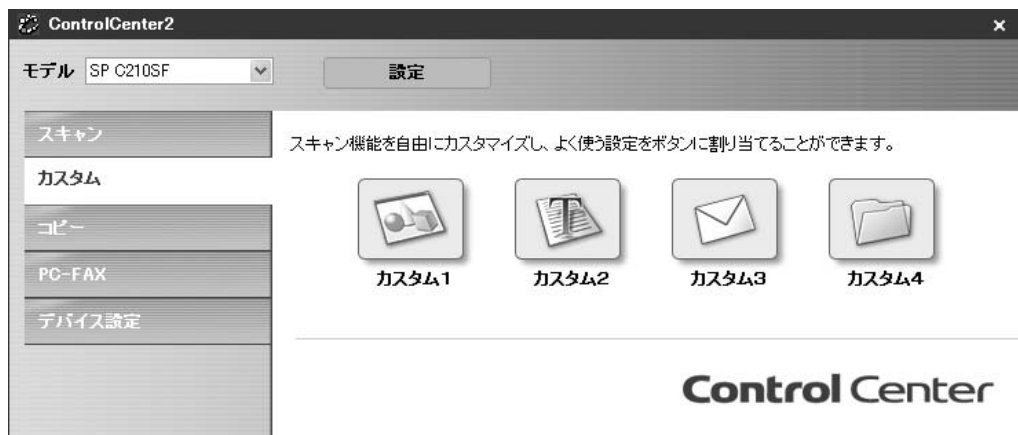 ControlCenter2
モデル SP C210SF
設定
スキャン
カスタム
コピー
PC-FAX
デバイス設定
スキャン機能を自由にカスタマイズし、よく使う設定をボタンに割り当てることができます。
カスタム1
カスタム2
カスタム3
カスタム4
Control Center